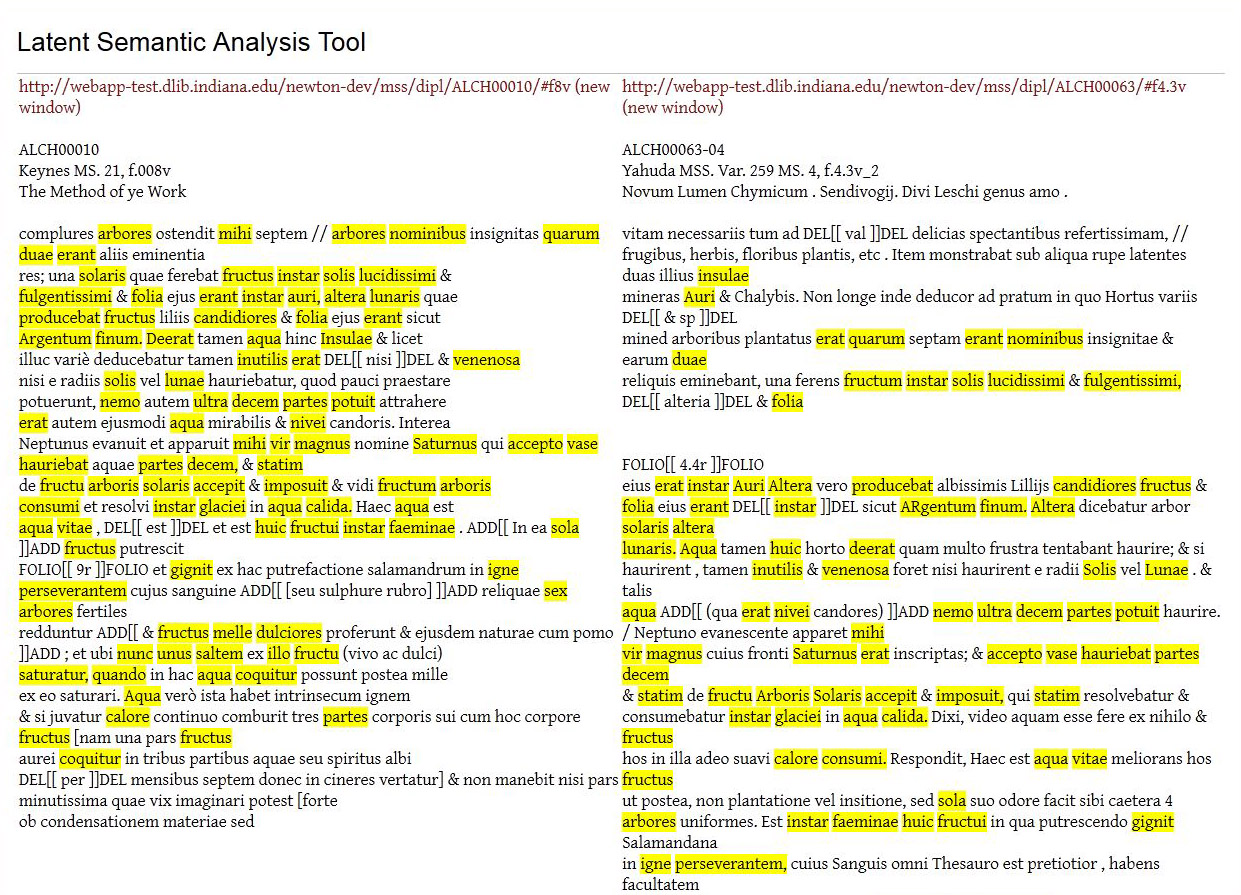 Latent Semantic Analysis Tool
http://webapp-test.dlib.indiana.edu/newton-dev/mss/dipl/ALCH00010/#f8v (new
window)
ALCH00010
Keynes MS. 21, f.008v
The Method of ye Work
complures arbores ostendit mihi septem // arbores nominibus insignitas quarum
duae erant aliis eminentia
res; una solaris quae ferebat fructus instar solis lucidissimi &
fulgentissimi & folia ejus erant instar auri, altera lunaris quae
producebat fructus liliis candidiores & folia ejus erant sicut
Argentum finum. Deerat tamen aqua hinc Insulae & licet
illuc variè deducebatur tamen inutilis erat DEL[[ nisi ]]DEL & venenosa
nisi e radiis solis vel lunae hauriebatur, quod pauci praestare
potuerunt, nemo autem ultra decem partes potuit attrahere
erat autem ejusmodi aqua mirabilis & nivei candoris. Interea
Neptunus evanuit et apparuit mihi vir magnus nomine Saturnus qui accepto vase
hauriebat aquae partes decem, & statim
de fructu arboris solaris accepit & imposuit & vidi fructum arboris
consumi et resolvi instar glaciei in aqua calida. Haec aqua est
aqua vitae , DEL[[ est ]]DEL et est huic fructui instar faeminae . ADD[[ In ea sola
]]ADD fructus putrescit
FOLIO[[ 9r ]]FOLIO et gignit ex hac putrefactione salamandrum in igne
perseverantem cujus sanguine ADD[[ [seu sulphure rubro] ]]ADD reliquae sex
arbores fertiles
redduntur ADD[[ & fructus melle dulciores proferunt & ejusdem naturae cum pomo
]]ADD ; et ubi nunc unus saltem ex illo fructu (vivo ac dulci)
saturatur, quando in hac aqua coquitur possunt postea mille
ex eo saturari. Aqua verò ista habet intrinsecum ignem
& si juvatur calore continuo comburit tres partes corporis sui cum hoc corpore
fructus [nam una pars fructus
aurei coquitur in tribus partibus aquae seu spiritus albi
DEL[[ per ]]DEL mensibus septem donec in cineres vertatur] & non manebit nisi pars
minutissima quae vix imaginari potest [forte
ob condensationem materiae sed
http://webapp-test.dlib.indiana.edu/newton-dev/mss/dipl/ALCH00063/#f4.3v
(new window)
ALCH00063-04
Yahuda MSS. Var. 259 MS. 4, f.4.3v_2
Novum Lumen Chymicum . Sendivogij. Divi Leschi genus amo .
vitam necessariis tum ad DEL[[ val ]]DEL delicias spectantibus refertissimam, //
frugibus, herbis, floribus plantis, etc . Item monstrabat sub aliqua rupe latentes
duas illius insulae
mineras Auri & Chalybis. Non longe inde deducor ad pratum in quo Hortus variis
DEL[[ & sp ]]DEL
mined arboribus plantatus erat quarum septam erant nominibus insignitae &
earum duae
reliquis eminebant, una ferens fructum instar solis lucidissimi & fulgentissimi,
DEL[[ alteria ]]DEL & folia
FOLIO[[ 4.4r ]]FOLIO
eius erat instar Auri Altera vero producebat albissimis Lillijs candidiores fructus &
folia eius erant DEL[[ instar ]]DEL sicut ARgentum finum. Altera dicebatur arbor
solaris altera
lunaris. Aqua tamen huic horto deerat quam multo frustra tentabant haurire; & si
haurirent , tamen inutilis & venenosa foret nisi haurirent e radii Solis vel Lunae . &
talis
aqua ADD[[ (qua erat nivei candores) ]]ADD nemo ultra decem partes potuit haurire.
/ Neptuno evanescente apparet mihi
vir magnus cuius fronti Saturnus erat inscriptas; & accepto vase hauriebat partes
decem
& statim de fructu Arboris Solaris accepit & imposuit, qui statim resolvebatur &
consumebatur instar glaciei in aqua calida. Dixi, video aquam esse fere ex nihilo &
fructus
hos in illa adeo suavi calore consumi. Respondit, Haec est aqua vitae meliorans hos
fructus
ut postea, non plantatione vel insitione, sed sola suo odore facit sibi caetera 4
arbores uniformes. Est instar faeminae huic fructui in qua putrescendo gignit
Salamandana
in igne perseverantem, cuius Sanguis omni Thesauro est pretiotior , habens
facultatem